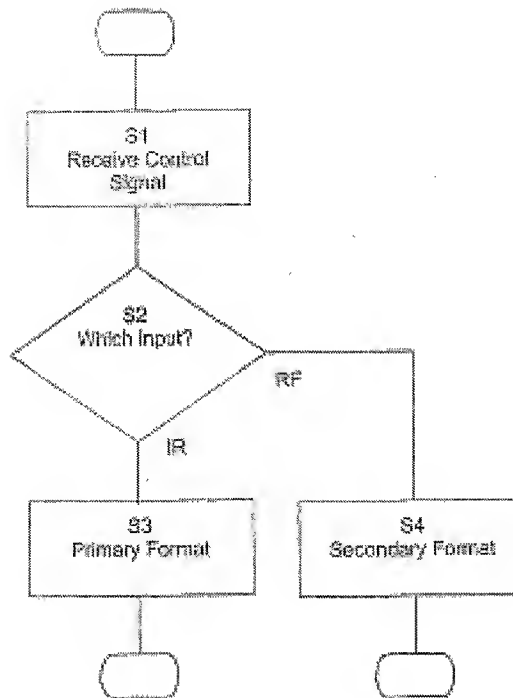 S1
Receive Control
Signal
S2
Which Input?
RF
IR
S3
Primary Format
S4
Secondary Format